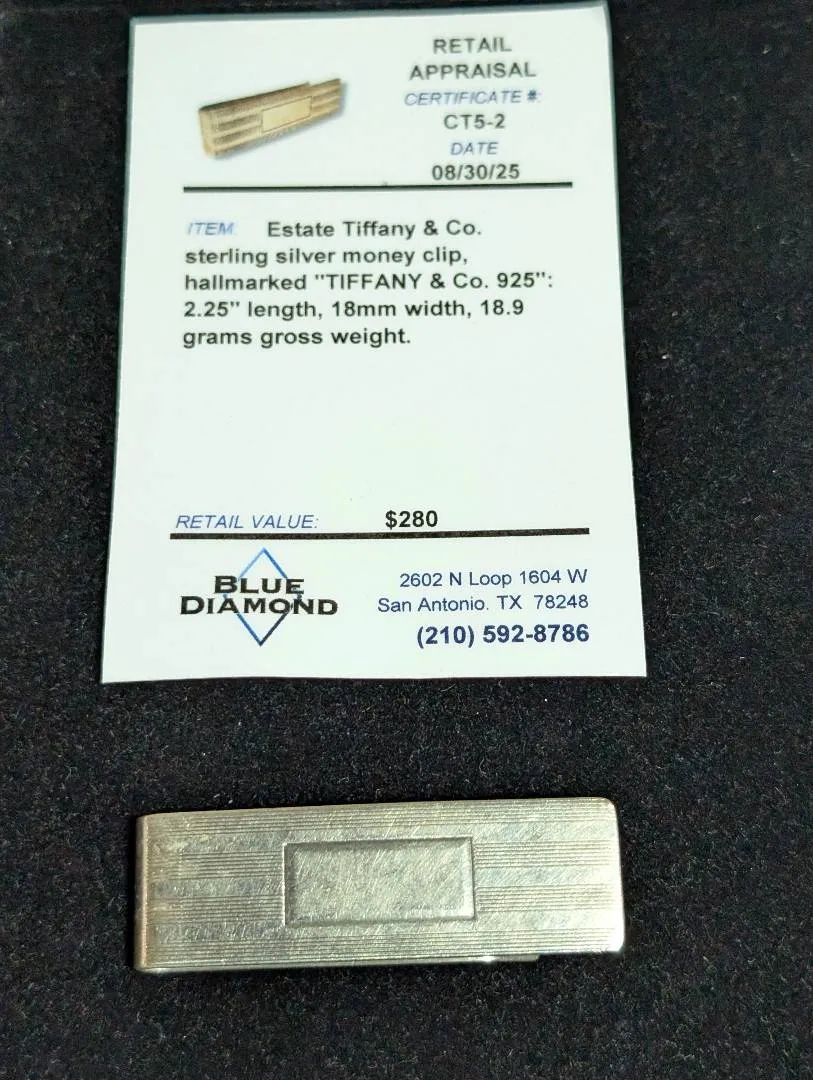 RETAIL
APPRAISAL
CERTIFICATE #:
CT5-2
DATE
08/30/25
ITEM: Estate Tiffany & Co.
sterling silver money clip,
hallmarked "TIFFANY & Co. 925":
2.25" length, 18mm width, 18.9
grams gross weight.
RETAIL VALUE: $280
BLUE
DIAMOND
2602 N Loop 1604 W
San Antonio. TX 78248
(210) 592-8786